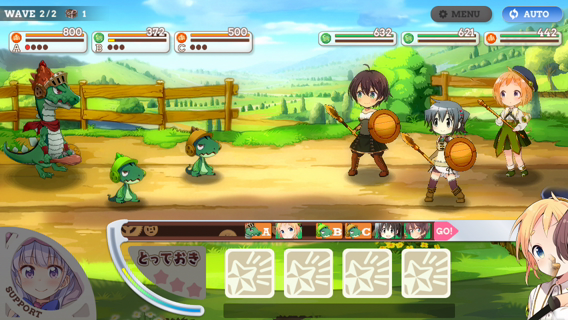 WAVE 2/2 1
MENU
AUTO
800
372
500
632
621
442
A
B
C
A
B
C
GO!
とっておき
SUPPORT